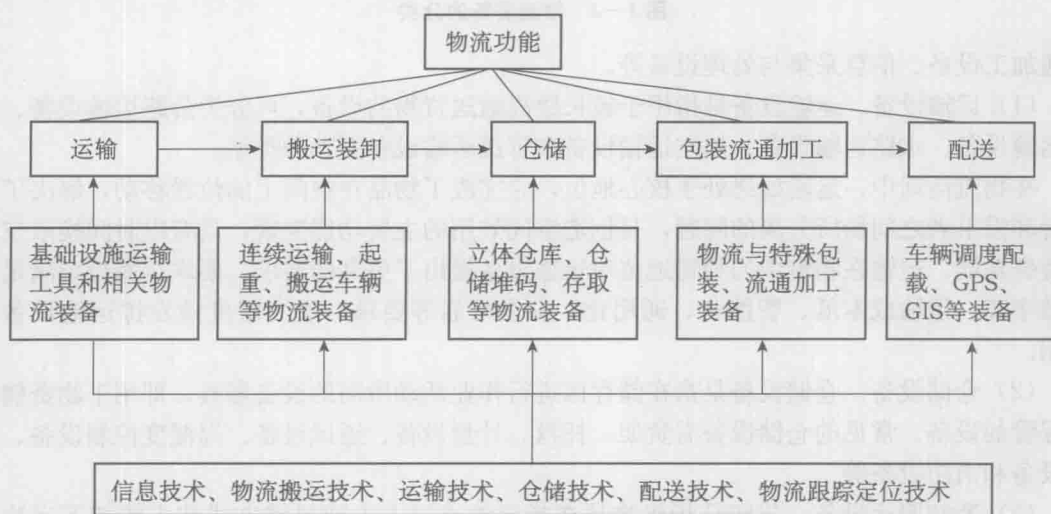 物流功能
运输
搬运装卸
仓储
包装流通加工
配送
基础设施运输
工具和相关物
流装备
连续运输、起
重、搬运车辆
等物流装备
立体仓库、仓
储堆码、存取
等物流装备
物流与特殊包
装、流通加工
装备
车辆调度配
载、GPS、
GIS等装备
信息技术、物流搬运技术、运输技术、仓储技术、配送技术、物流跟踪定位技术